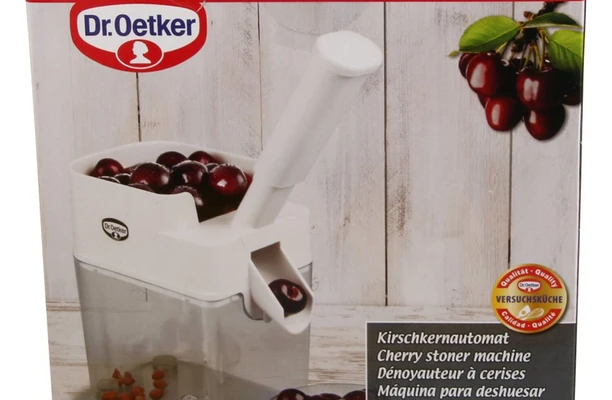 Dr.Oetker
Dr.Oetker
Qualität · Quality
Dr.Oetker
VERSUCHSKÜCHE
Calidad · Qualité
Kirschkernautomat
Cherry stoner machine
Dénoyauteur à cerises
Máquina para deshuesar